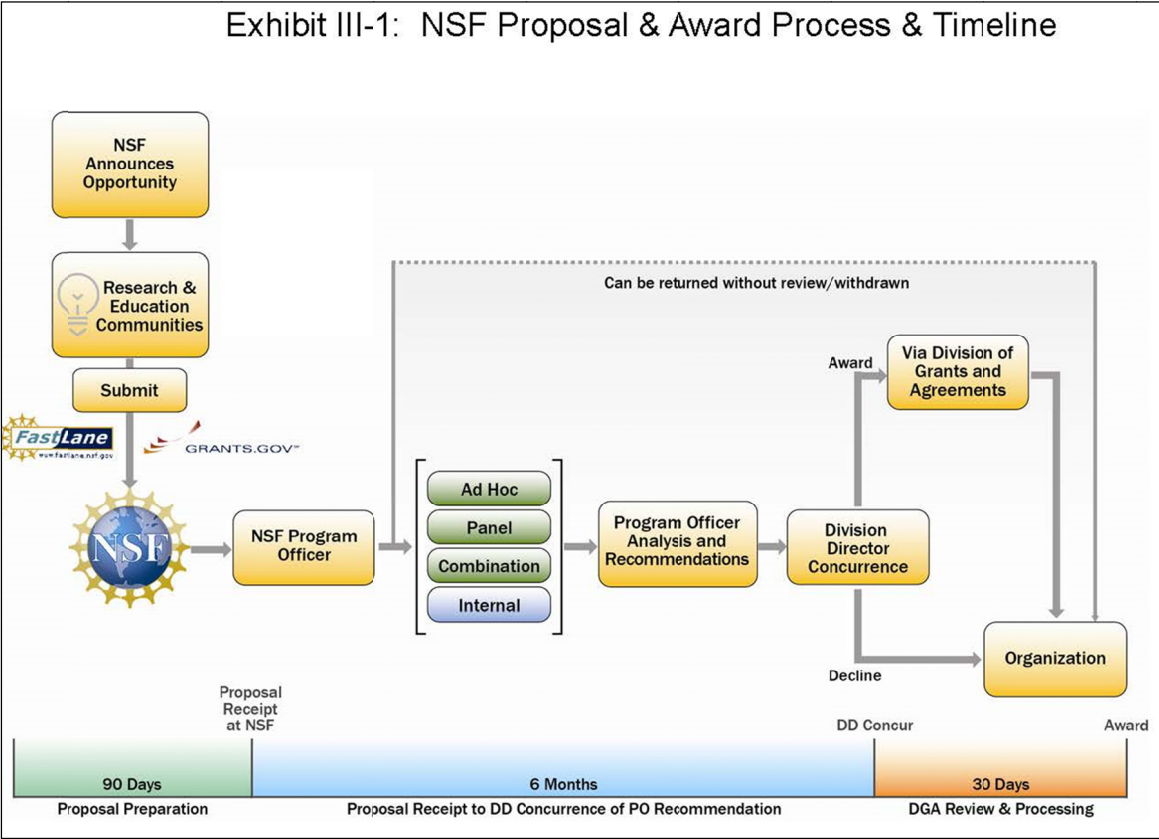 Exhibit III-1: NSF Proposal & Award Process & Timeline
NSF
Announces
Opportunity
Research &
Education
Communities
Submit
FastLane
www.fastlane.nsf.gov
GRANTS.GOV℠
NSF
NSF Program
Officer
Can be returned without review/withdrawn
Ad Hoc
Panel
Combination
Internal
Program Officer
Analysis and
Recommendations
Division
Director
Concurrence
Award
Via Division of
Grants and
Agreements
Decline
Organization
Proposal
Receipt
at NSF
DD Concur
Award
90 Days
6 Months
30 Days
Proposal Preparation
Proposal Receipt to DD Concurrence of PO Recommendation
DGA Review & Processing